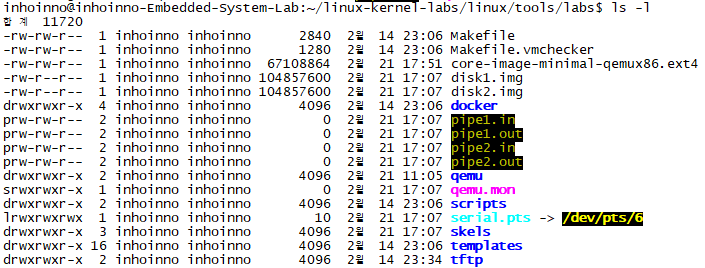 inhoinno@inhoinno-Embedded-System-Lab:~/linux-kernel-labs/linux/tools/labs$ ls -l
합계 11720
-rw-rw-r-- 1 inhoinno inhoinno 2840 2월 14 23:06 Makefile
-rw-rw-r-- 1 inhoinno inhoinno 1280 2월 14 23:06 Makefile.vmchecker
-rw-rw-r-- 1 inhoinno inhoinno 67108864 2월 21 17:51 core-image-minimal-qemux86.ext4
-rw-r--r-- 1 inhoinno inhoinno 104857600 2월 21 17:07 disk1.img
-rw-r--r-- 1 inhoinno inhoinno 104857600 2월 21 17:07 disk2.img
drwxrwxr-x 4 inhoinno inhoinno 4096 2월 14 23:06 docker
prw-rw-r-- 2 inhoinno inhoinno 0 2월 21 17:07 pipe1.in
prw-rw-r-- 2 inhoinno inhoinno 0 2월 21 17:07 pipe1.out
prw-rw-r-- 2 inhoinno inhoinno 0 2월 21 17:07 pipe2.in
prw-rw-r-- 2 inhoinno inhoinno 0 2월 21 17:07 pipe2.out
drwxrwxr-x 2 inhoinno inhoinno 4096 2월 21 11:05 qemu
srwxrwxr-x 1 inhoinno inhoinno 0 2월 21 17:07 qemu.mon
drwxrwxr-x 2 inhoinno inhoinno 4096 2월 14 23:06 scripts
lrwxrwxrwx 1 inhoinno inhoinno 10 2월 21 17:07 serial.pts -> /dev/pts/6
drwxrwxr-x 3 inhoinno inhoinno 4096 2월 21 17:07 skels
drwxrwxr-x 16 inhoinno inhoinno 4096 2월 14 23:06 templates
drwxrwxr-x 2 inhoinno inhoinno 4096 2월 14 23:34 tftp